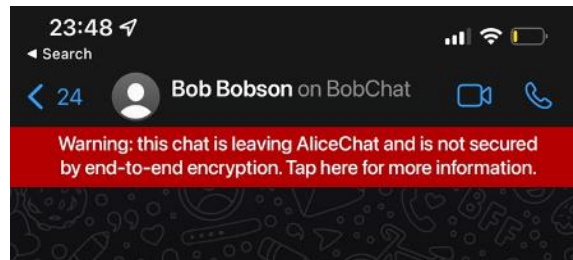 23:48
◄ Search
24
Bob Bobson on BobChat
Warning: this chat is leaving AliceChat and is not secured
by end-to-end encryption. Tap here for more information.